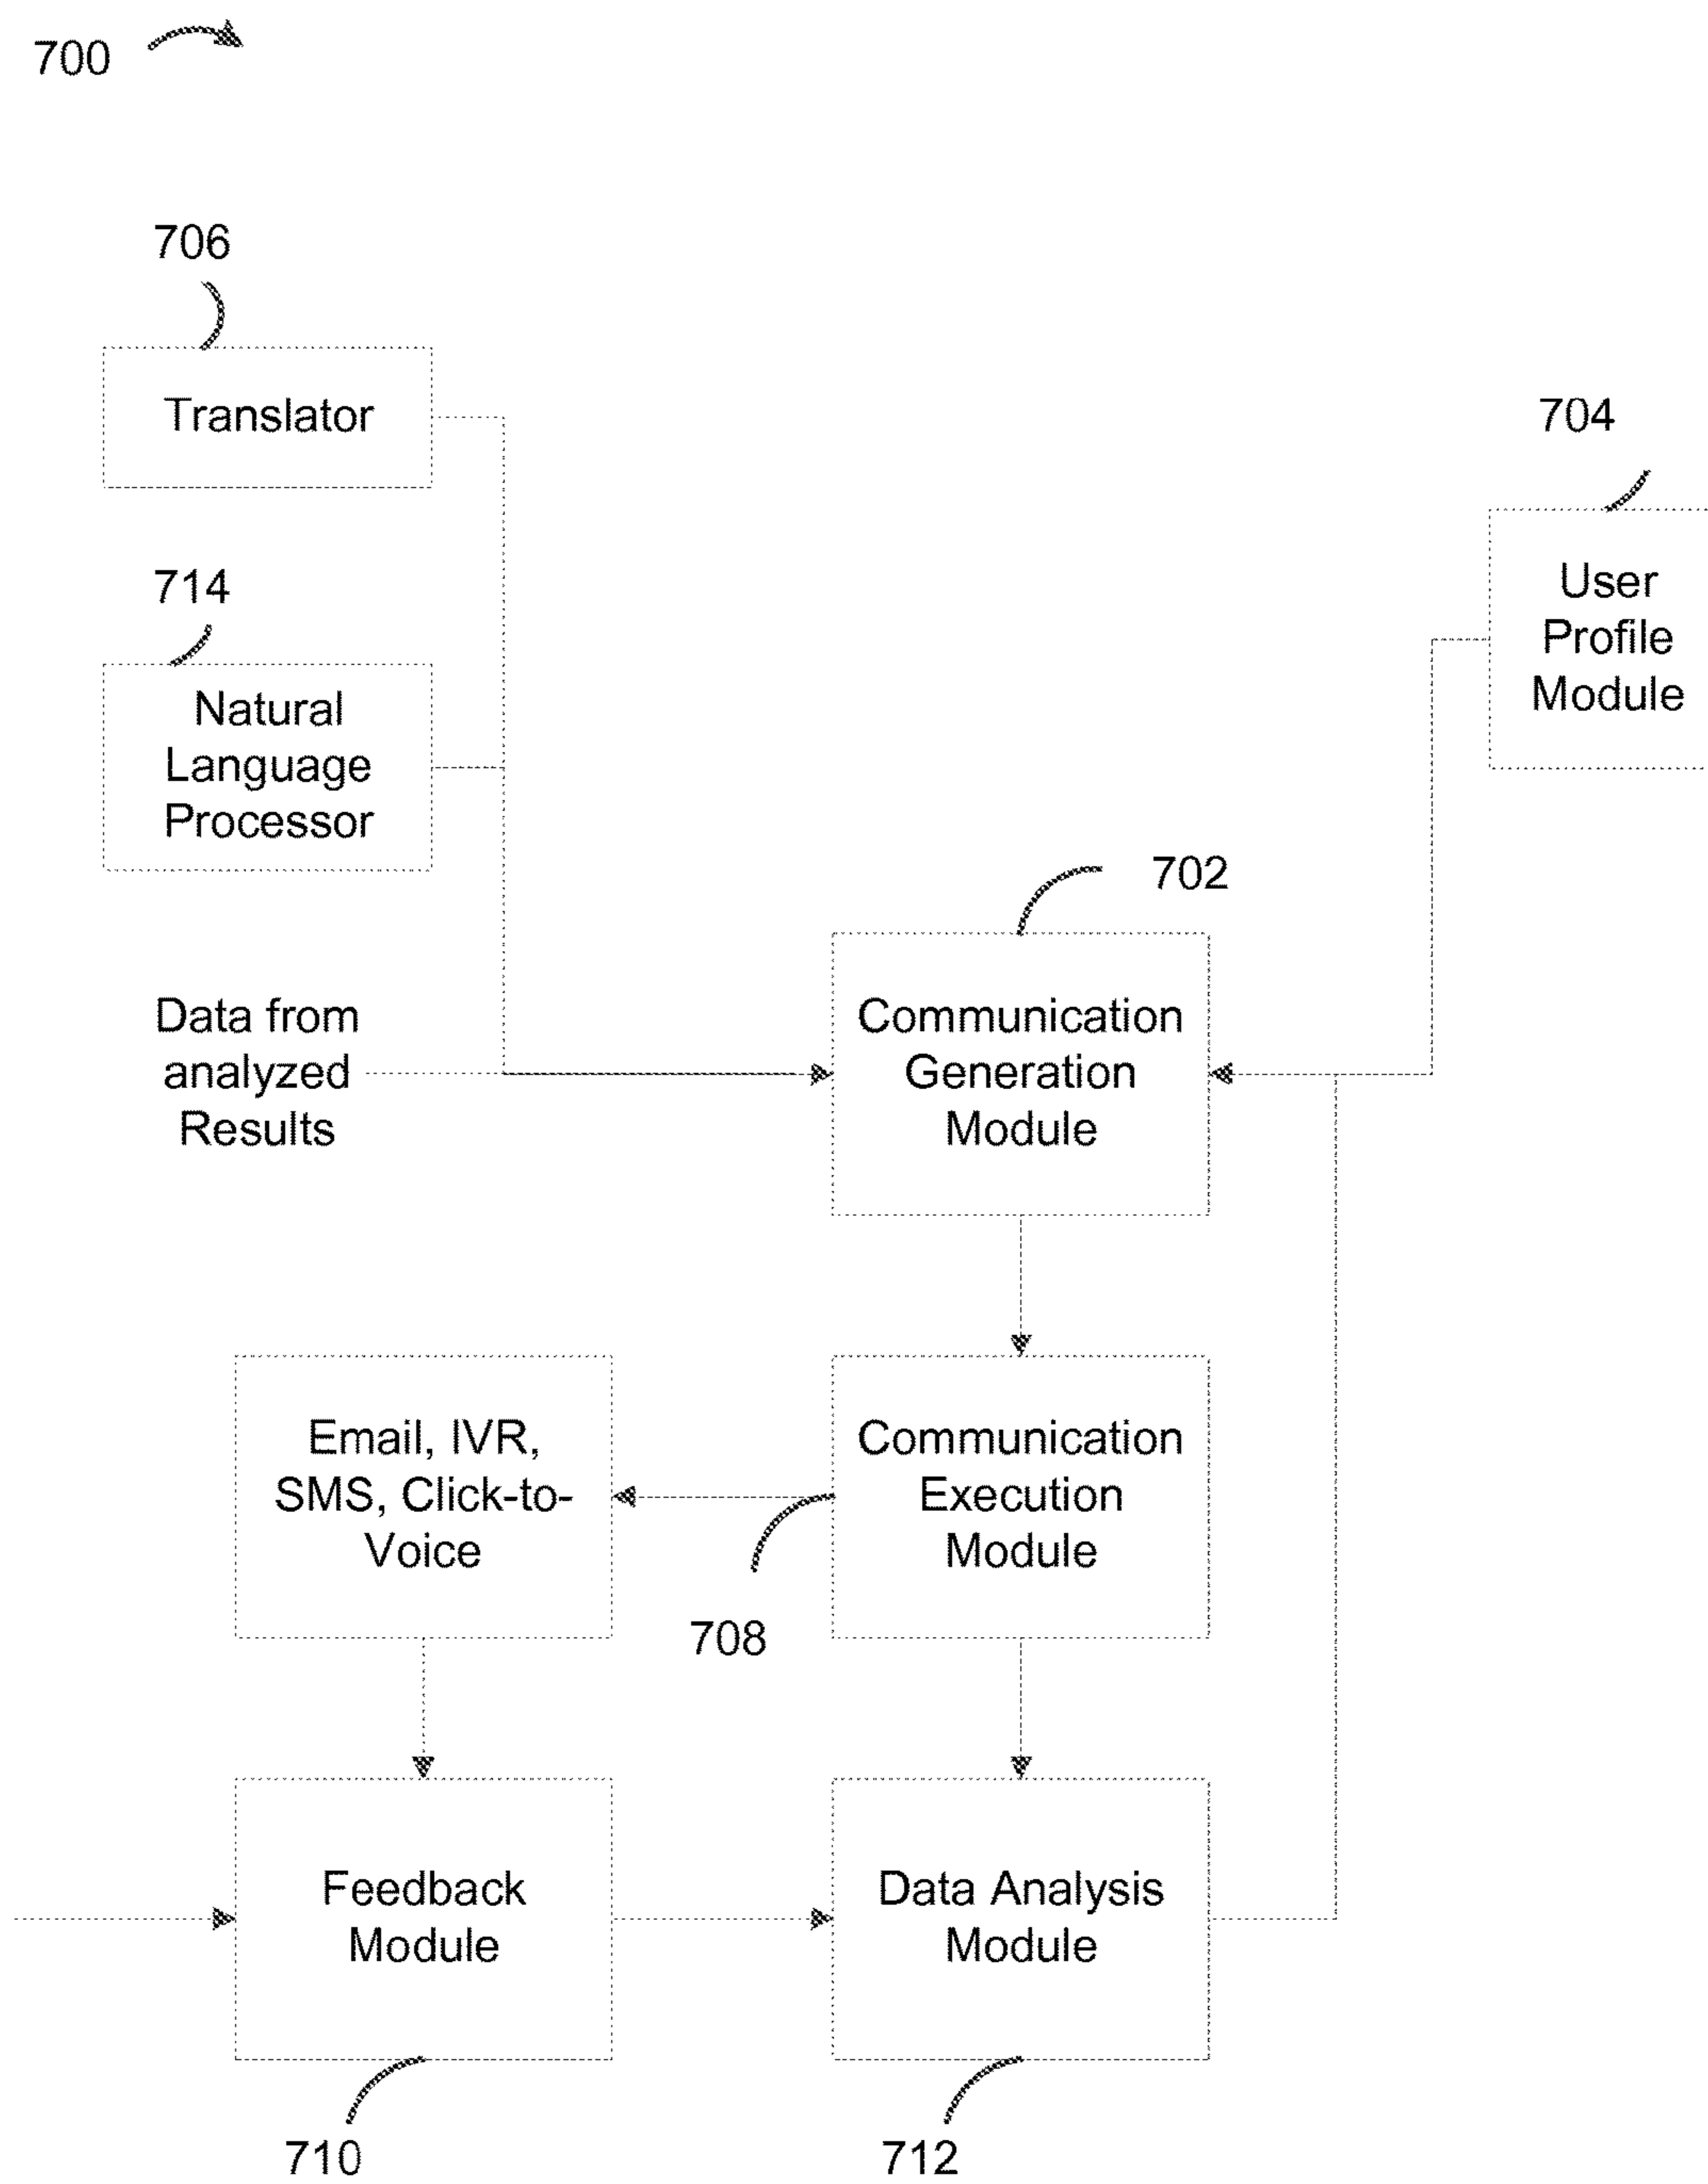 700
706
Translator
704
User
Profile
Module
714
Natural
Language
Processor
702
Data from
analyzed
Results
Communication
Generation
Module
Email, IVR,
SMS, Click-to-
Voice
Communication
Execution
Module
708
Feedback
Module
Data Analysis
Module
710
712